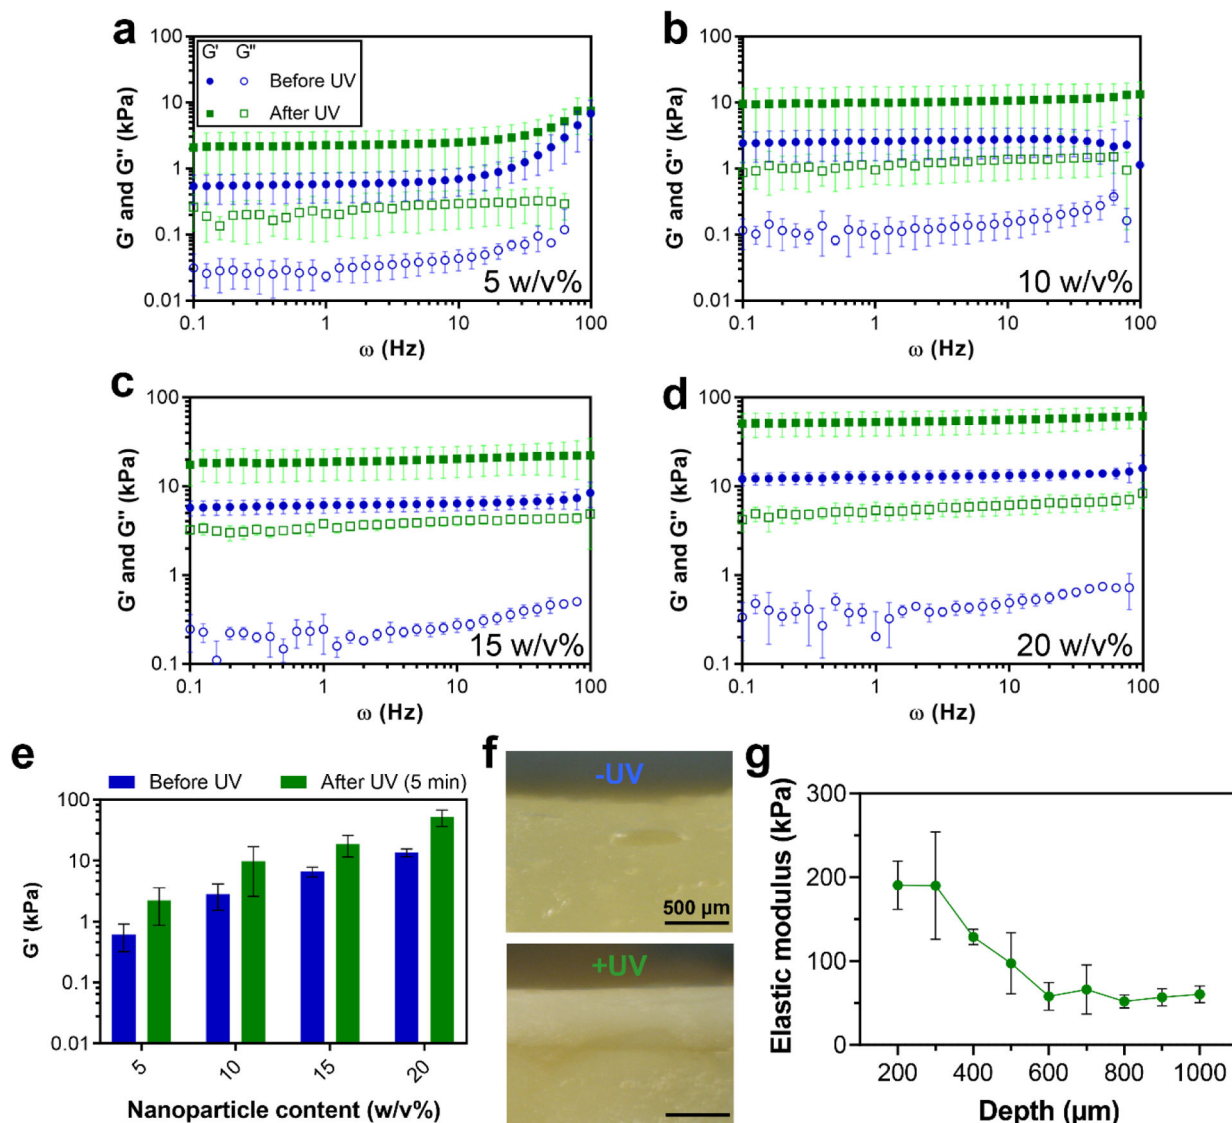 a
G' and G" (kPa)
100
10
1
0.1
0.01
G' G"
Before UV
After UV
5 w/v%
0.1 1 10 100
ω (Hz)
b
G' and G" (kPa)
100
10
1
0.1
0.01
10 w/v%
0.1 1 10 100
ω (Hz)
c
G' and G" (kPa)
100
10
1
0.1
15 w/v%
0.1 1 10 100
ω (Hz)
d
G' and G" (kPa)
100
10
1
0.1
20 w/v%
0.1 1 10 100
ω (Hz)
e
Before UV After UV (5 min)
G' (kPa)
100
10
1
0.1
0.01
5 10 15 20
Nanoparticle content (w/v%)
f
-UV
500 µm
+UV
g
Elastic modulus (kPa)
300
200
100
0
200 400 600 800 1000
Depth (µm)